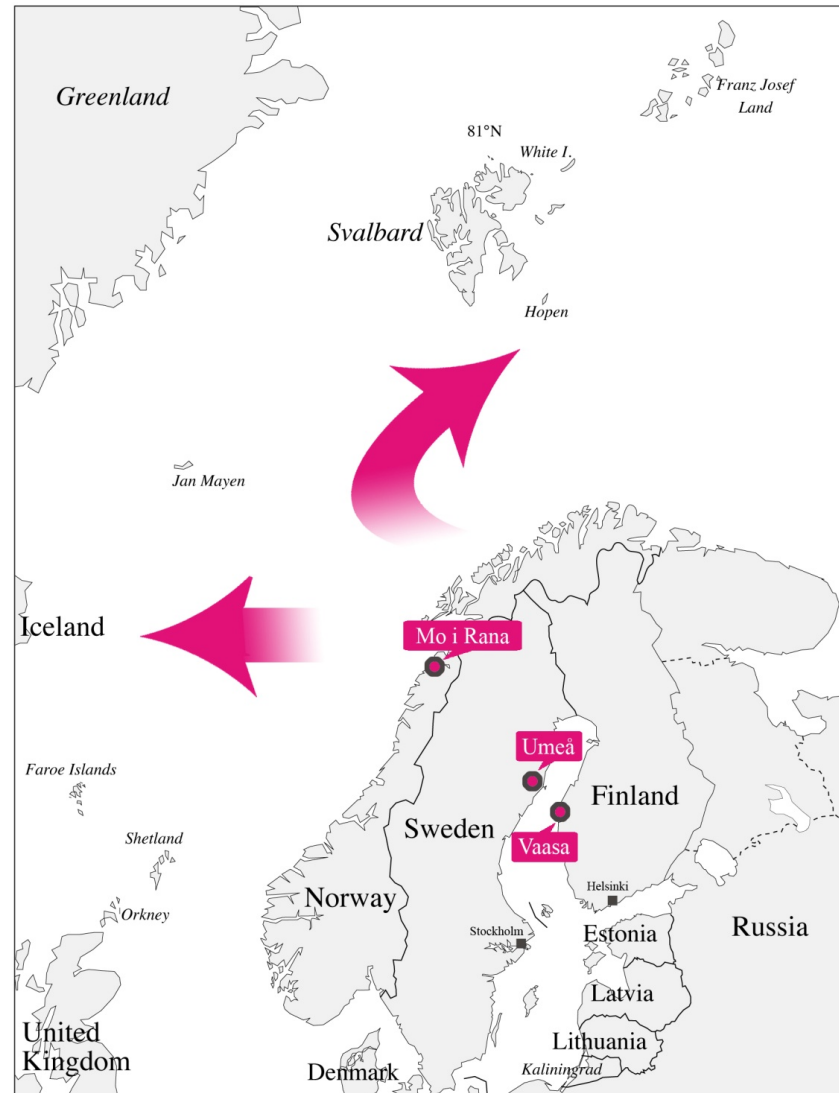 Greenland
Franz Josef
Land
81°N
White I.
Svalbard
Hopen
Jan Mayen
Iceland
Mo i Rana
Umeå
Faroe Islands
Finland
Sweden
Shetland
Vaasa
Norway
Helsinki
Orkney
Stockholm
Estonia
Russia
Latvia
United
Kingdom
Lithuania
Denmark
Kaliningrad